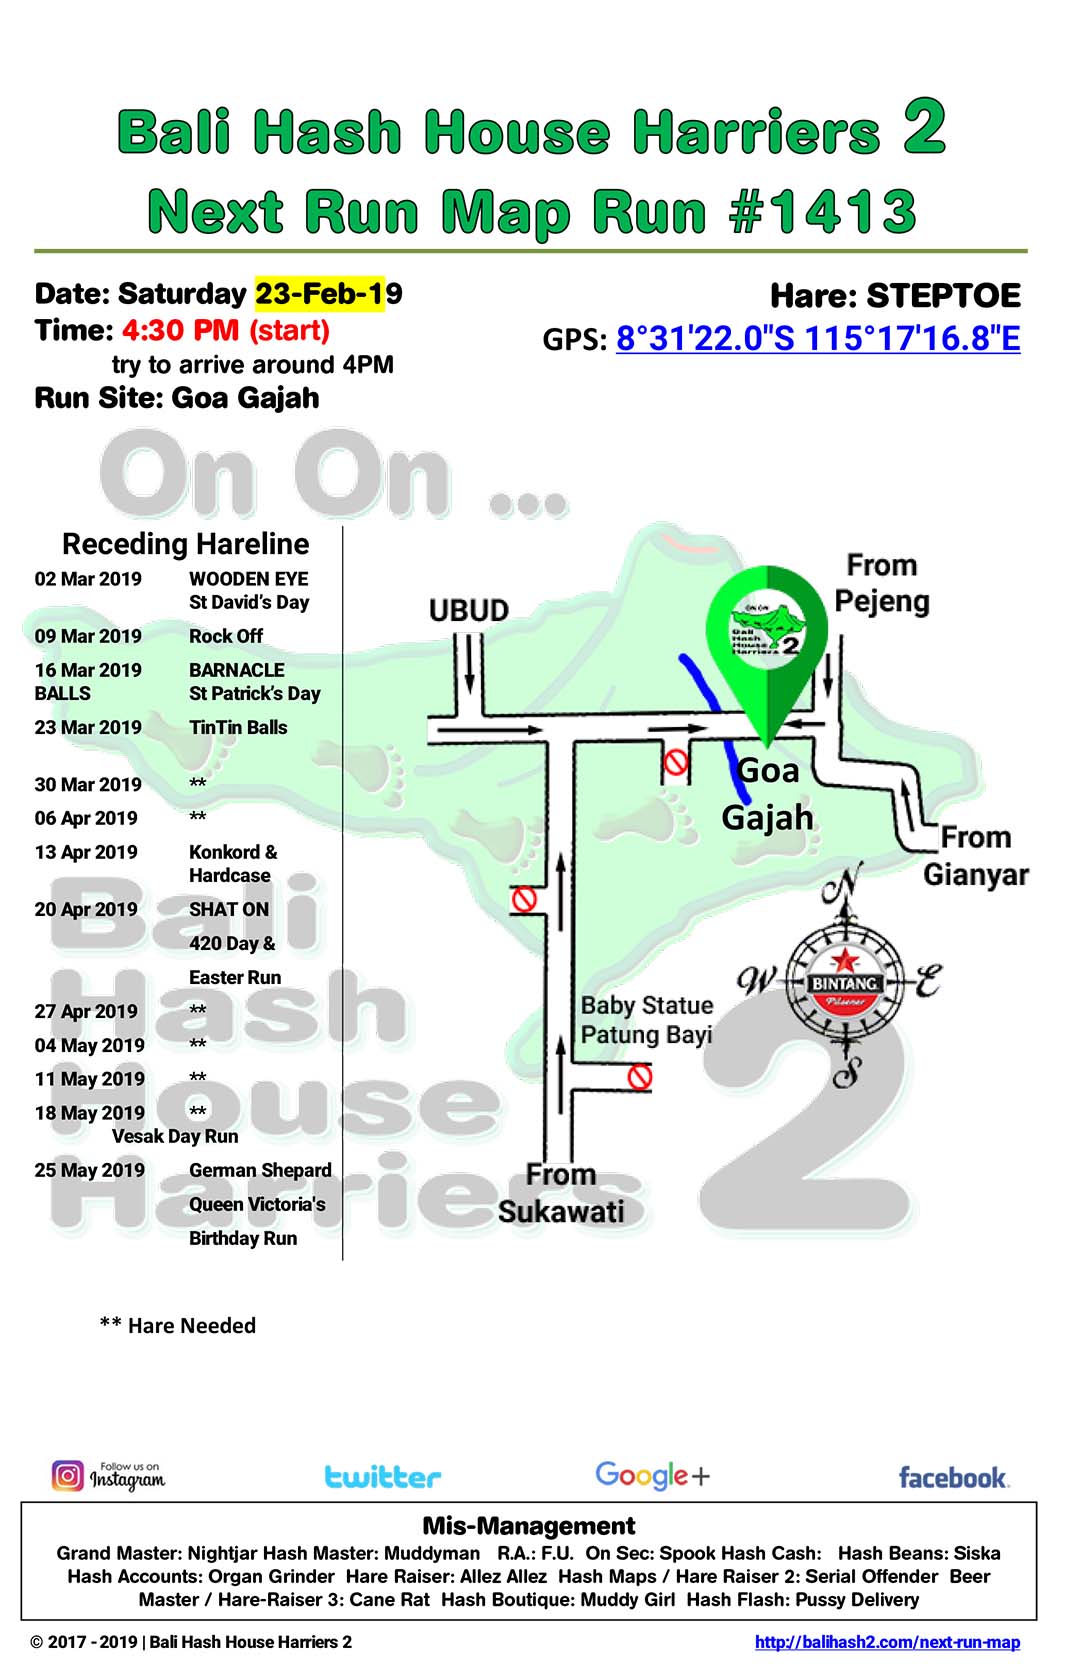 Bali Hash House Harriers 2
Next Run Map Run #1413
Date: Saturday 23-Feb-19
Time: 4:30 PM (start)
try to arrive around 4PM
Run Site: Goa Gajah
Hare: STEPTOE
GPS: 8°31'22.0"S 115°17'16.8"E
On On ...
Receding Hareline
02 Mar 2019 WOODEN EYE
St David's Day
09 Mar 2019 Rock Off
16 Mar 2019 BARNACLE
BALLS St Patrick's Day
23 Mar 2019 TinTin Balls
30 Mar 2019 **
06 Apr 2019 **
13 Apr 2019 Konkord &
Hardcase
20 Apr 2019 SHAT ON
420 Day &
Easter Run
27 Apr 2019 **
04 May 2019 **
11 May 2019 **
18 May 2019 **
Vesak Day Run
25 May 2019 German Shepard
Queen Victoria's
Birthday Run
** Hare Needed
UBUD
From
Pejeng
ON ON
Bali
Hash
House
Harriers 2
Goa
Gajah
From
Gianyar
N
W
E
S
BINTANG
Pilsener
Baby Statue
Patung Bayi
From
Sukawati
Bali
Hash
House
Harriers 2
Follow us on
Instagram
twitter
Google+
facebook
Mis-Management
Grand Master: Nightjar Hash Master: Muddyman R.A.: F.U. On Sec: Spook Hash Cash: Hash Beans: Siska
Hash Accounts: Organ Grinder Hare Raiser: Allez Allez Hash Maps / Hare Raiser 2: Serial Offender Beer
Master / Hare-Raiser 3: Cane Rat Hash Boutique: Muddy Girl Hash Flash: Pussy Delivery
© 2017 - 2019 | Bali Hash House Harriers 2
http://balihash2.com/next-run-map